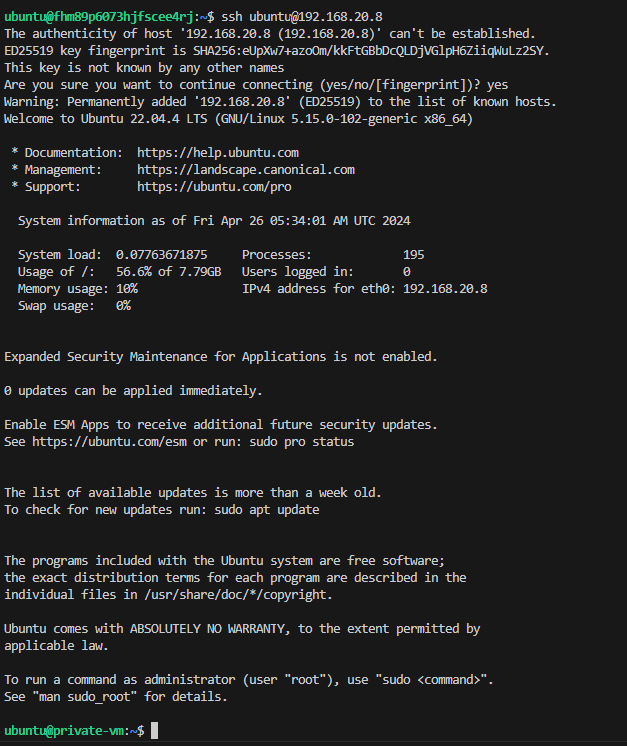 ubuntu@fhm89p6073hjfscee4rj:~$ ssh ubuntu@192.168.20.8
The authenticity of host '192.168.20.8 (192.168.20.8)' can't be established.
ED25519 key fingerprint is SHA256:eUpXw7+azoOm/kkFtGBbDcQLDjVGlpH6ZiiqWuLz2SY.
This key is not known by any other names
Are you sure you want to continue connecting (yes/no/[fingerprint])? yes
Warning: Permanently added '192.168.20.8' (ED25519) to the list of known hosts.
Welcome to Ubuntu 22.04.4 LTS (GNU/Linux 5.15.0-102-generic x86_64)

 * Documentation:  https://help.ubuntu.com
 * Management:     https://landscape.canonical.com
 * Support:        https://ubuntu.com/pro

  System information as of Fri Apr 26 05:34:01 AM UTC 2024

  System load:  0.07763671875     Processes:             195
  Usage of /:   56.6% of 7.79GB   Users logged in:       0
  Memory usage: 10%               IPv4 address for eth0: 192.168.20.8
  Swap usage:   0%

Expanded Security Maintenance for Applications is not enabled.

0 updates can be applied immediately.

Enable ESM Apps to receive additional future security updates.
See https://ubuntu.com/esm or run: sudo pro status

The list of available updates is more than a week old.
To check for new updates run: sudo apt update

The programs included with the Ubuntu system are free software;
the exact distribution terms for each program are described in the
individual files in /usr/share/doc/*/copyright.

Ubuntu comes with ABSOLUTELY NO WARRANTY, to the extent permitted by
applicable law.

To run a command as administrator (user "root"), use "sudo <command>".
See "man sudo_root" for details.

ubuntu@private-vm:~$